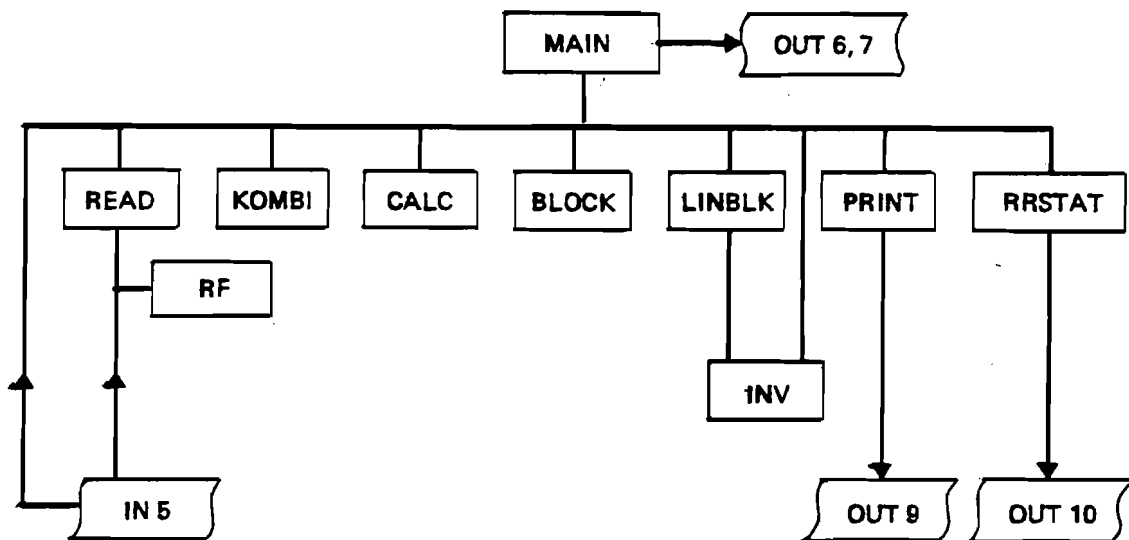 MAIN
OUT 6, 7
READ
KOMBI
CALC
BLOCK
LINBLK
PRINT
RRSTAT
RF
INV
IN 5
OUT 9
OUT 10